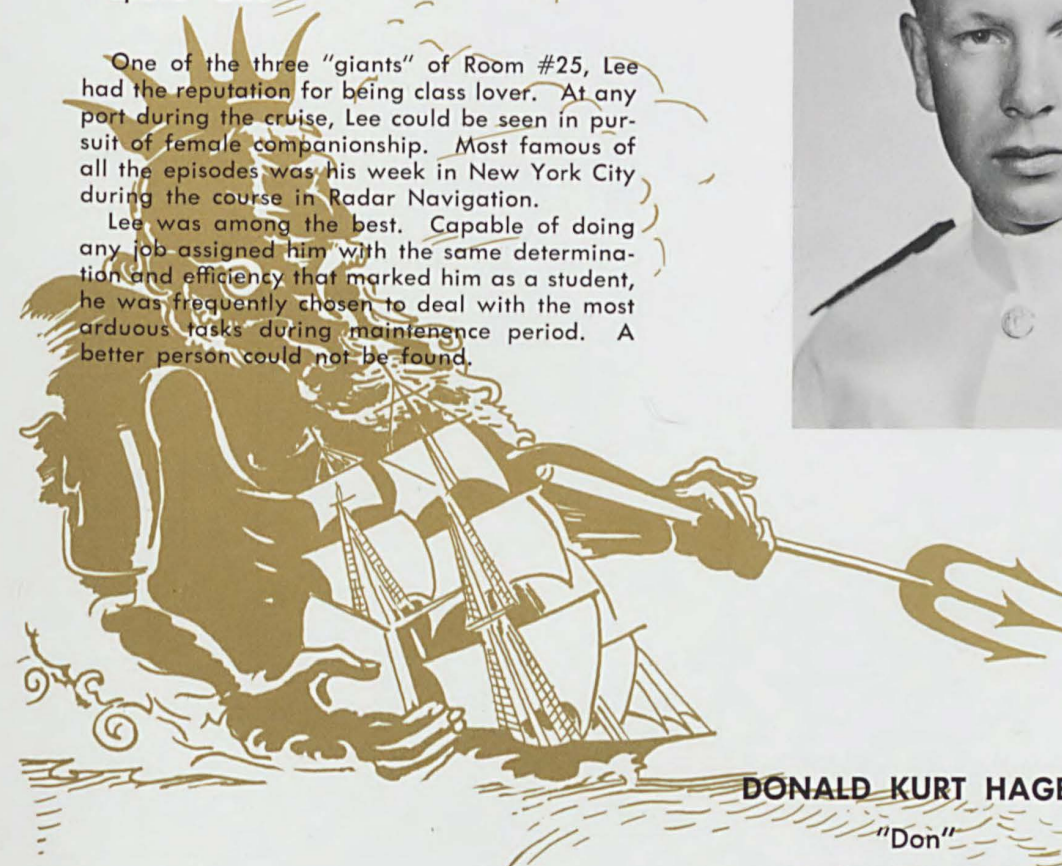 One of the three "giants" of Room #25, Lee
had the reputation for being class lover. At any
port during the cruise, Lee could be seen in pur-
suit of female companionship. Most famous of
all the episodes was his week in New York City
during the course in Radar Navigation.
Lee was among the best. Capable of doing
any job assigned him with the same determina-
tion and efficiency that marked him as a student,
he was frequently chosen to deal with the most
arduous tasks during maintenence period. A
better person could not be found.
DONALD KURT HAGE
"Don"